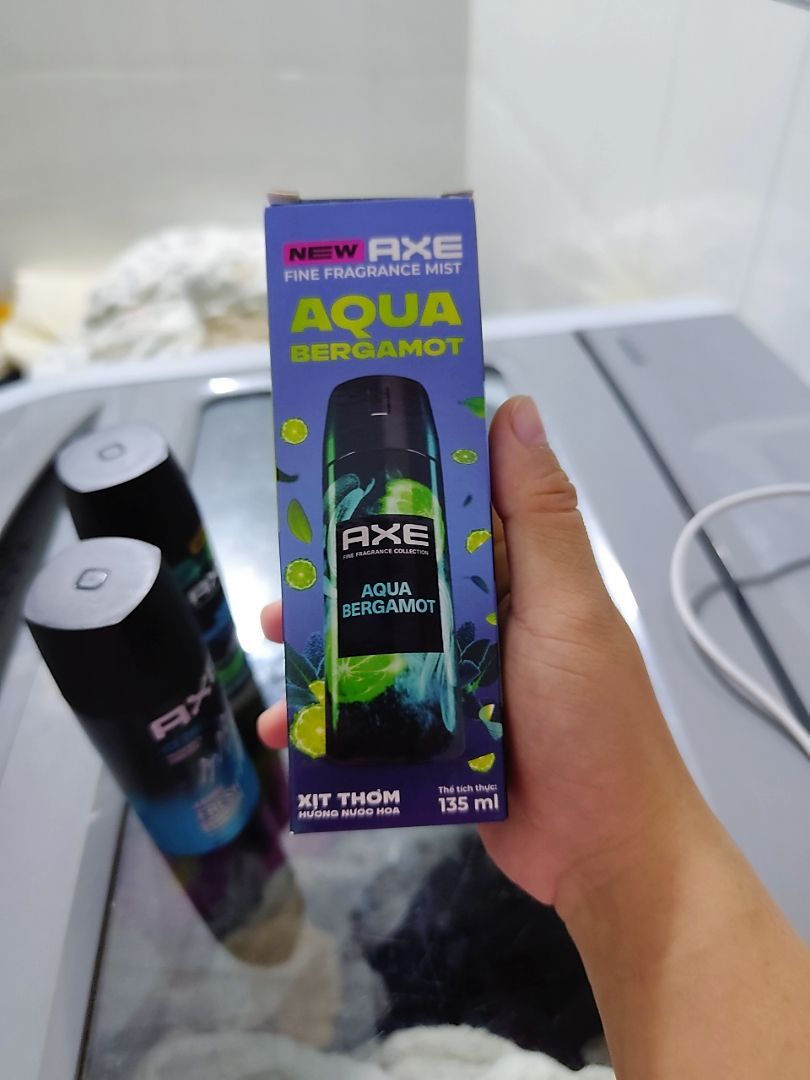 NEW AXE
FINE FRAGRANCE MIST
AQUA
BERGAMOT
AXE
FINE FRAGRANCE COLLECTION
AQUA
BERGAMOT
XỊT THƠM
HƯƠNG NƯỚC HOA
Thể tích thực:
135 ml
AXE